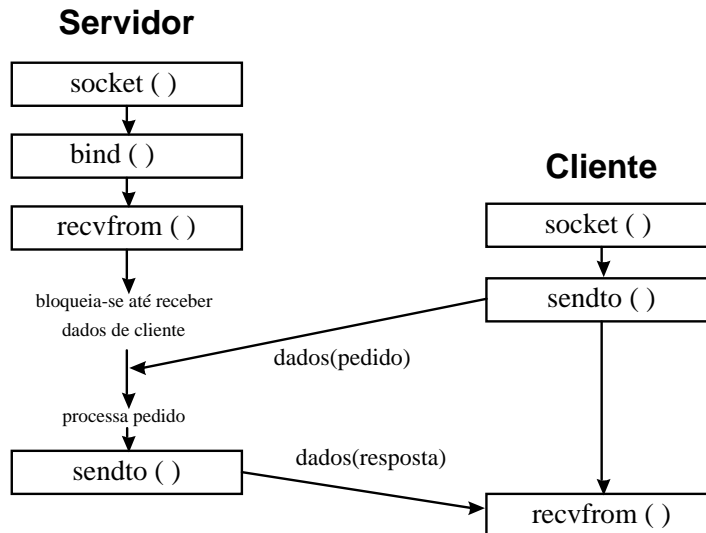 Servidor
socket ( )
bind ( )
recvfrom ( )
bloqueia-se até receber
dados de cliente
processa pedido
sendto ( )
Cliente
socket ( )
sendto ( )
dados(pedido)
dados(resposta)
recvfrom ( )